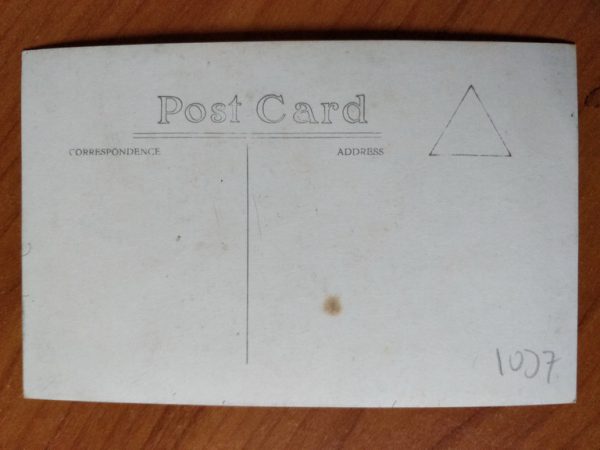 Post Card
CORRESPONDENCE ADDRESS
1007